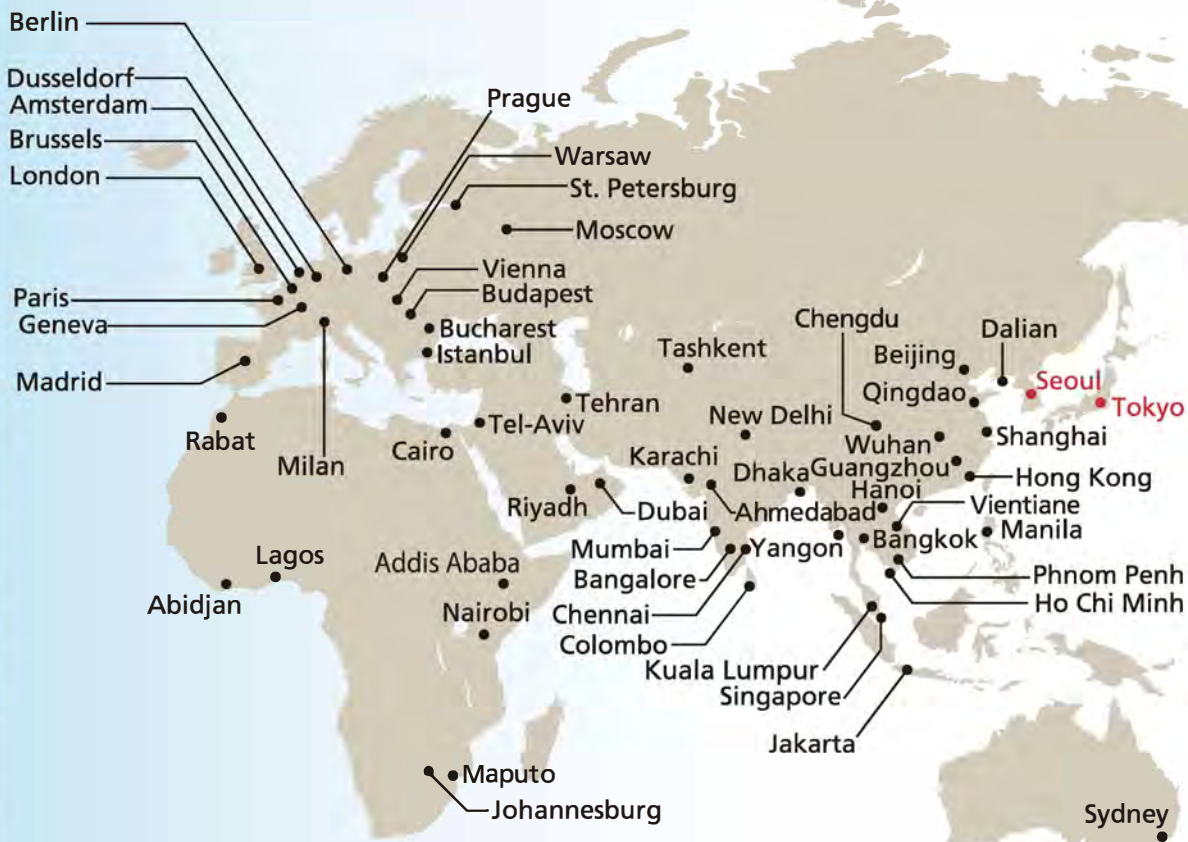 Berlin
Dusseldorf
Amsterdam
Brussels
London
Prague
Warsaw
St. Petersburg
Moscow
Paris
Geneva
Vienna
Budapest
Bucharest
Istanbul
Madrid
Chengdu
Dalian
Tashkent
Beijing
Seoul
Qingdao
Tokyo
Tehran
Rabat
Tel-Aviv
New Delhi
Milan
Cairo
Wuhan
Shanghai
Karachi
Dhaka
Guangzhou
Hong Kong
Hanoi
Riyadh
Dubai
Ahmedabad
Vientiane
Manila
Mumbai
Yangon
Bangkok
Lagos
Addis Ababa
Bangalore
Phnom Penh
Abidjan
Nairobi
Chennai
Ho Chi Minh
Colombo
Kuala Lumpur
Singapore
Jakarta
Maputo
Johannesburg
Sydney